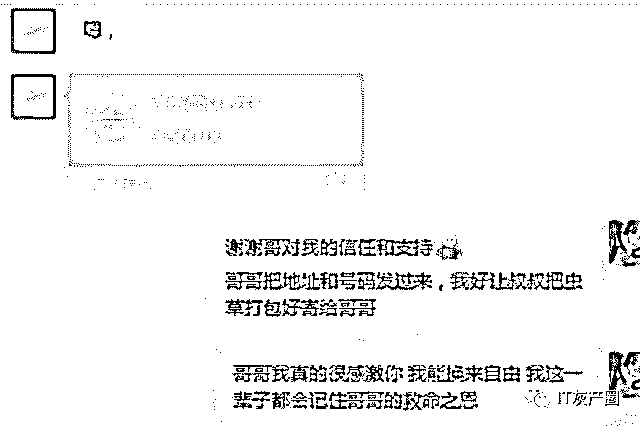 谢谢哥对我的信任和支持
哥哥把地址和号码发过来，我好让叔叔把虫
草打包好寄给哥哥
哥哥我真的很感激你 我能换来自由 我这一
辈子都会记住哥哥的救命之恩
IT灰产圈